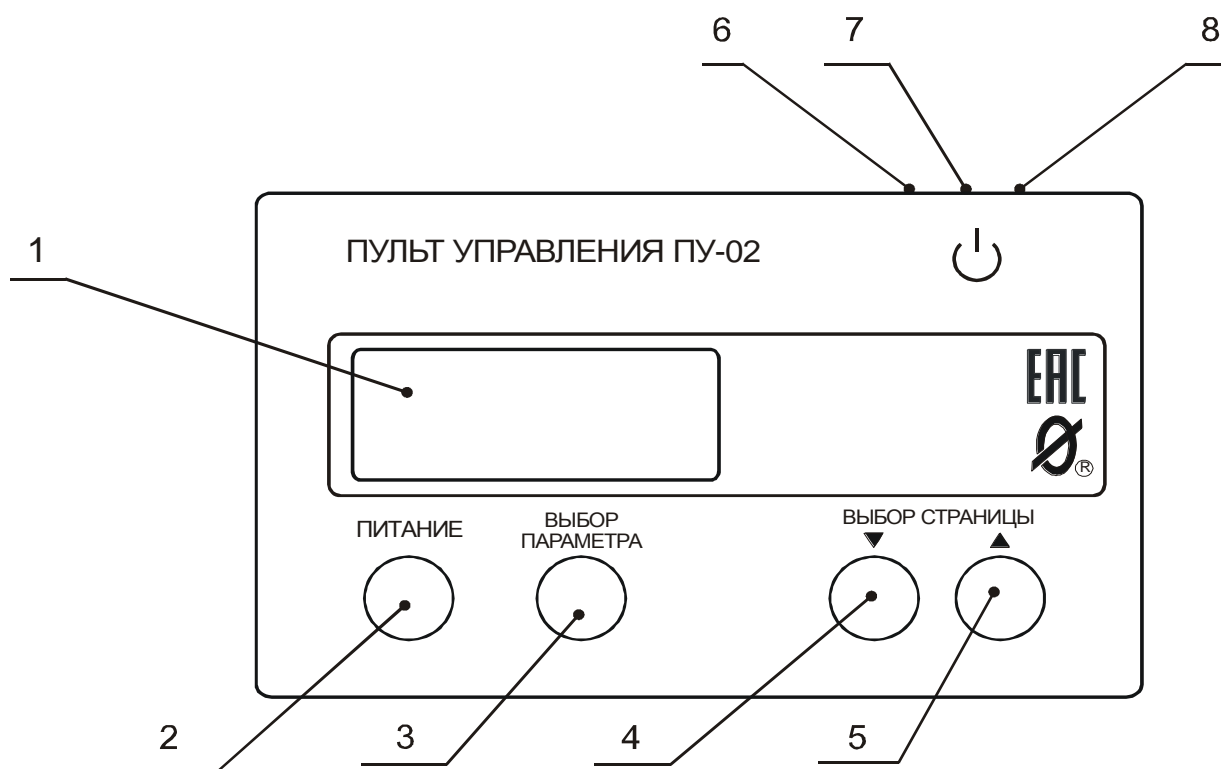 6 7 8
1
ПУЛЬТ УПРАВЛЕНИЯ ПУ-02
EAC
®
ПИТАНИЕ
ВЫБОР
ПАРАМЕТРА
ВЫБОР СТРАНИЦЫ
▼ ▲
2 3 4 5